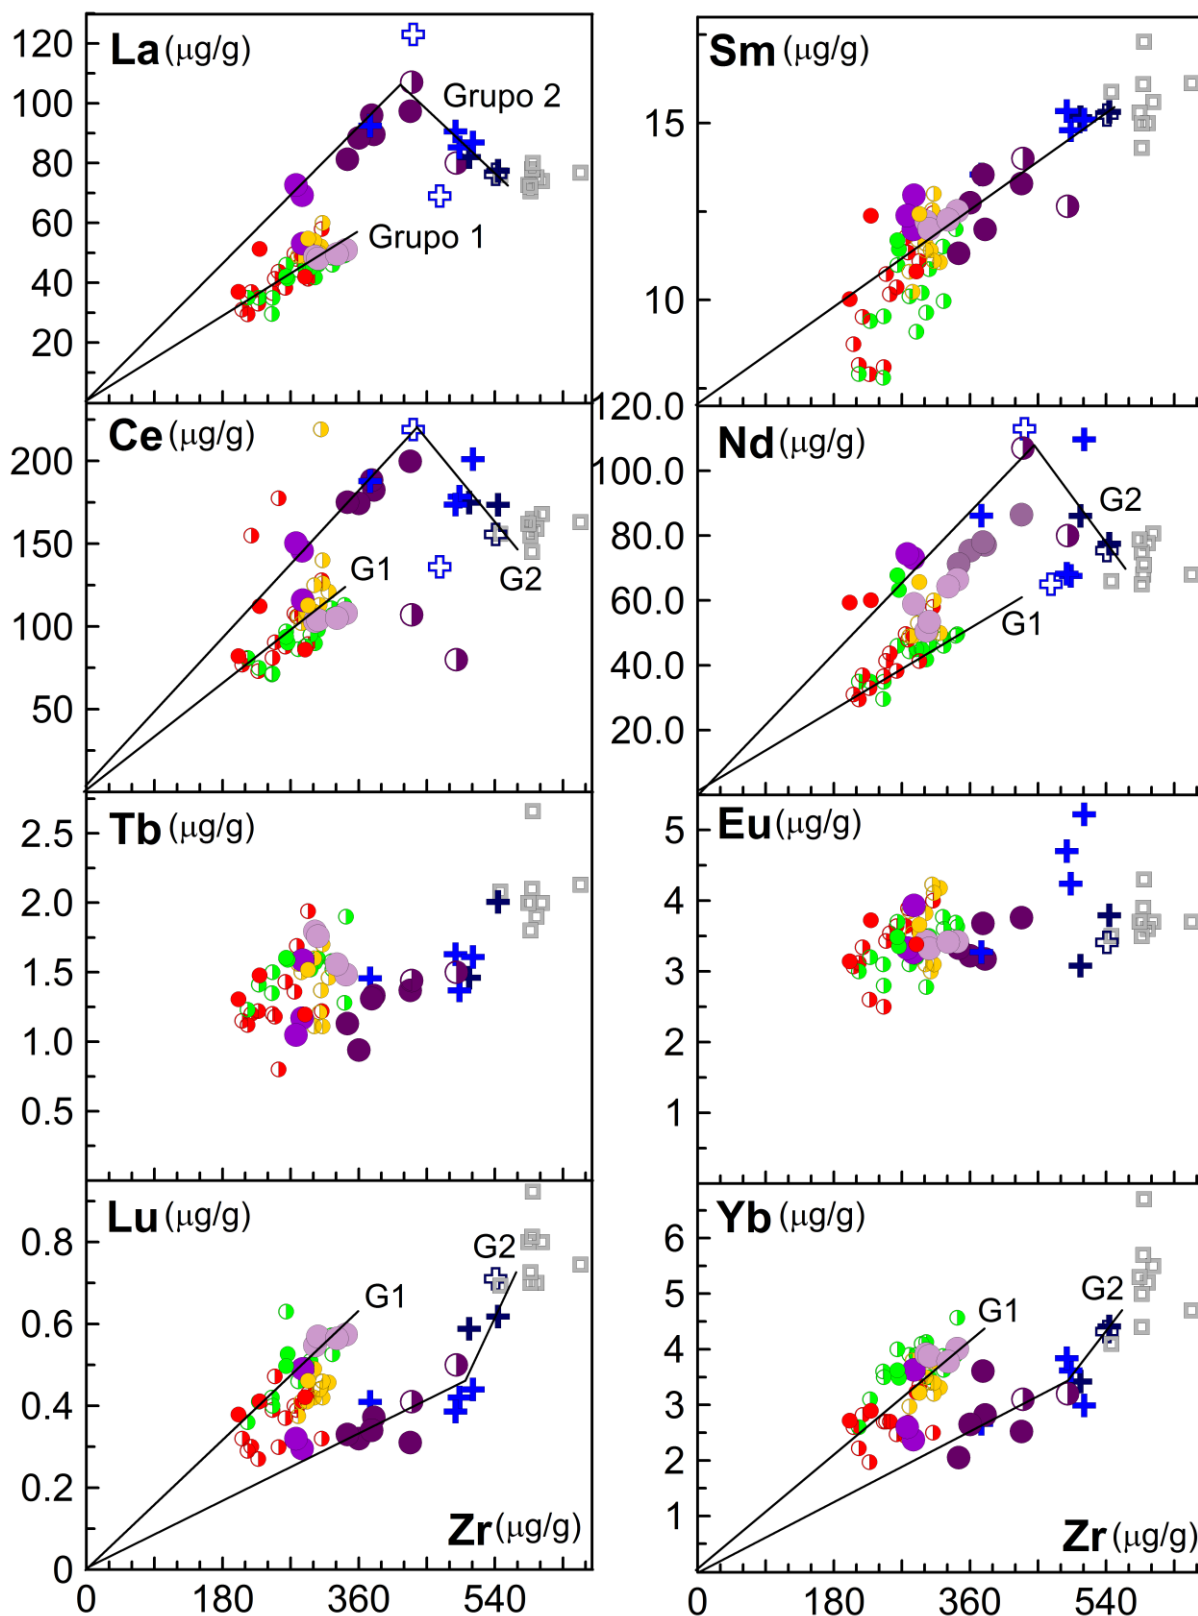 La (µg/g)
120
100
80
60
40
20
Grupo 2
Grupo 1
Sm (µg/g)
15
10
Ce (µg/g)
200
150
100
50
G1
G2
Nd (µg/g)
120.0
100.0
80.0
60.0
40.0
20.0
G2
G1
Tb (µg/g)
2.5
2.0
1.5
1.0
0.5
Eu (µg/g)
5
4
3
2
1
Lu (µg/g)
0.8
0.6
0.4
0.2
0
G1
G2
Zr (µg/g)
0 180 360 540
Yb (µg/g)
6
5
4
3
2
1
G1
G2
Zr (µg/g)
0 180 360 540